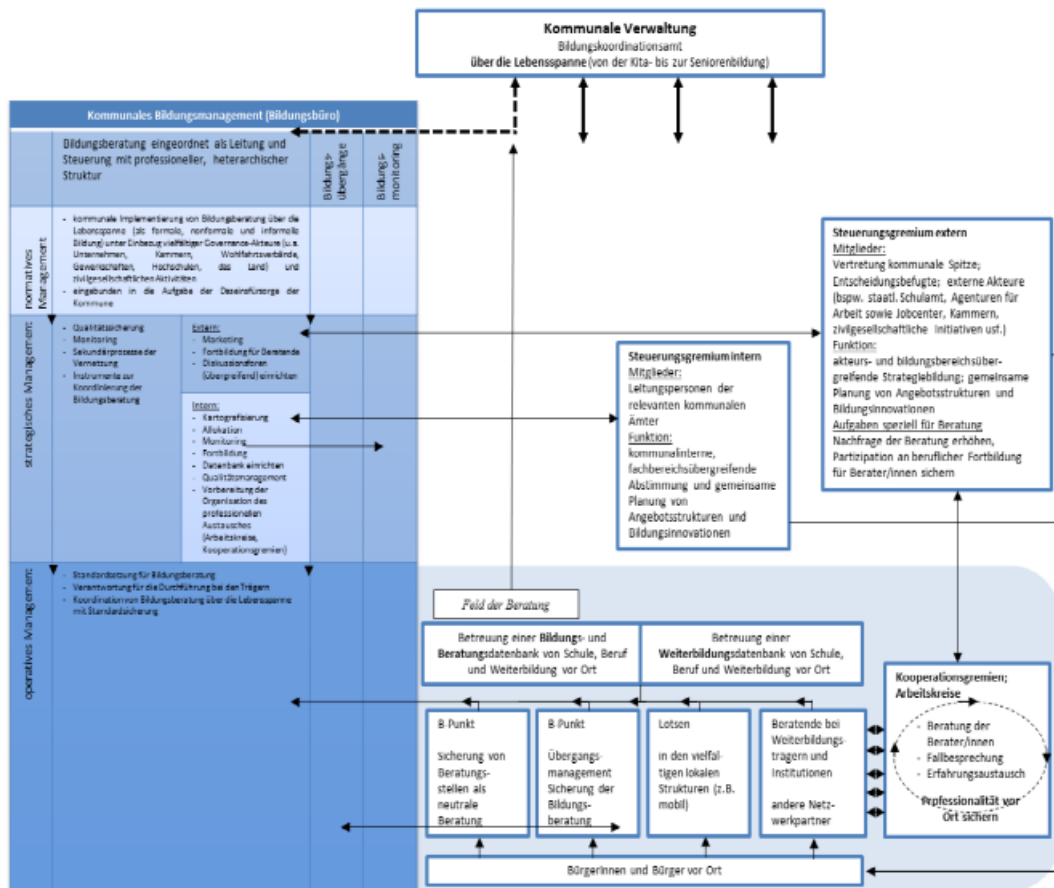 Kommunale Verwaltung
Bildungskoordinationsamt
über die Lebensspanne (von der Kita- bis zur Seniorenbildung)
Kommunales Bildungsmanagement (Bildungsbüro)
Bildungsberatung eingeordnet als Leitung und
Steuerung mit professioneller, heterarchischer
Struktur
Bildungs-
übergänge
Bildungs-
monitoring
normatives
Management
- kommunale Implementierung von Bildungsberatung über die
Lebensspanne (als formale, nonformale und informelle
Bildung) unter Einbezug vielfältiger Governance-Akteure (u.a.
Unternehmen, Kammern, Wohlfahrtsverbände,
Gewerkschaften, Hochschulen, das Land) und
zivilgesellschaftlichen Aktivitäten
- eingebunden in die Aufgabe der Daseinsfürsorge der
Kommune
strategisches Management
- Qualitätssicherung
- Monitoring
- Sekundärprozesse der
Vernetzung
- Instrumente zur
Koordinierung der
Bildungsberatung
Extern:
- Marketing
- Fortbildung für Beratende
- Diskussionsforen
(übergreifend) einrichten
Intern:
- Kartografisierung
- Allokation
- Monitoring
- Fortbildung
- Datenbank einrichten
- Qualitätsmanagement
- Vorbereitung der
Organisation des
professionellen
Austausches
(Arbeitskreise,
Kooperationsgremien)
operatives Management
- Standardsetzung für Bildungsberatung
- Verantwortung für die Durchführung bei den Trägern
- Koordination von Bildungsberatung über die Lebensspanne
mit Standardsicherung
Steuerungsgremium intern
Mitglieder:
Leitungspersonen der
relevanten kommunalen
Ämter
Funktion:
kommunalinterne,
fachbereichsübergreifende
Abstimmung und gemeinsame
Planung von
Angebotsstrukturen und
Bildungsinnovationen
Steuerungsgremium extern
Mitglieder:
Vertretung kommunale Spitze;
Entscheidungsbefugte; externe Akteure
(bspw. staatl. Schulamt, Agenturen für
Arbeit sowie Jobcenter, Kammern,
zivilgesellschaftliche Initiativen usf.)
Funktion:
akteurs- und bildungsbereichsüber-
greifende Strategiebildung; gemeinsame
Planung von Angebotsstrukturen und
Bildungsinnovationen
Aufgaben speziell für Beratung
Nachfrage der Beratung erhöhen,
Partizipation an beruflicher Fortbildung
für Berater/innen sichern
Feld der Beratung
Betreuung einer Bildungs- und
Beratungsdatenbank von Schule, Beruf
und Weiterbildung vor Ort
Betreuung einer
Weiterbildungsdatenbank von Schule,
Beruf und Weiterbildung vor Ort
B-Punkt
Sicherung von
Beratungs-
stellen als
neutrale
Beratung
B-Punkt
Übergangs-
management
Sicherung der
Bildungs-
beratung
Lotsen
in den vielfäl-
tigen lokalen
Strukturen (z.B.
mobil)
Beratende bei
Weiterbildungs-
trägern und
Institutionen
andere Netz-
werkpartner
Kooperationsgremien;
Arbeitskreise
- Beratung der
Berater/innen
- Fallbesprechung
- Erfahrungsaustausch
Professionalität vor
Ort sichern
BürgerInnen und Bürger vor Ort